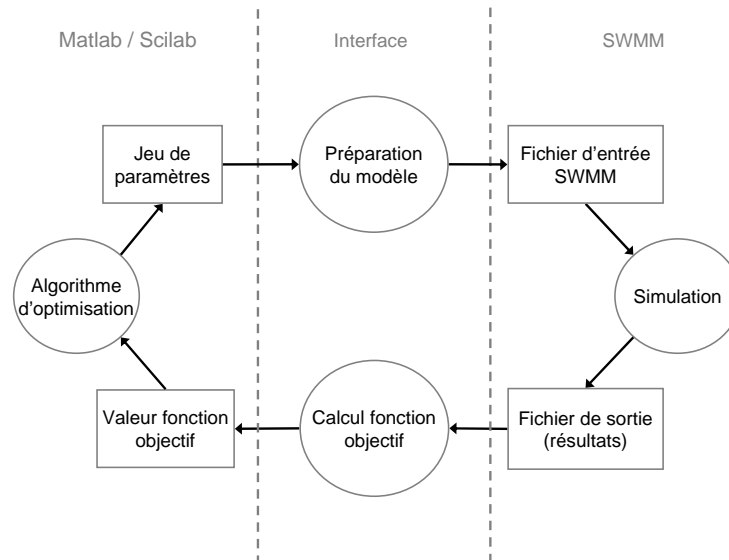 Matlab / Scilab
Interface
SWMM
Jeu de
paramètres
Préparation
du modèle
Fichier d'entrée
SWMM
Algorithme
d'optimisation
Simulation
Valeur fonction
objectif
Calcul fonction
objectif
Fichier de sortie
(résultats)